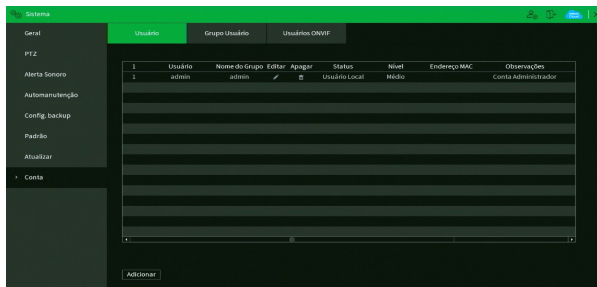 Sistema
Geral
Usuário Grupo Usuário Usuários ONVIF
PTZ
1 Usuário Nome do Grupo Editar Apagar Status Nível Endereço MAC Observações
Alerta Sonoro
1 admin admin Usuário Local Médio Conta Administrador
Automanutenção
Config. backup
Padrão
Atualizar
Conta
Adicionar